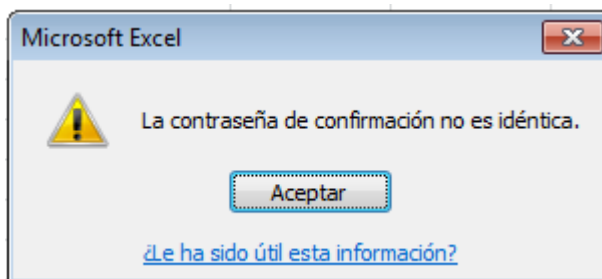 Microsoft Excel
La contraseña de confirmación no es idéntica.
Aceptar
¿Le ha sido útil esta información?